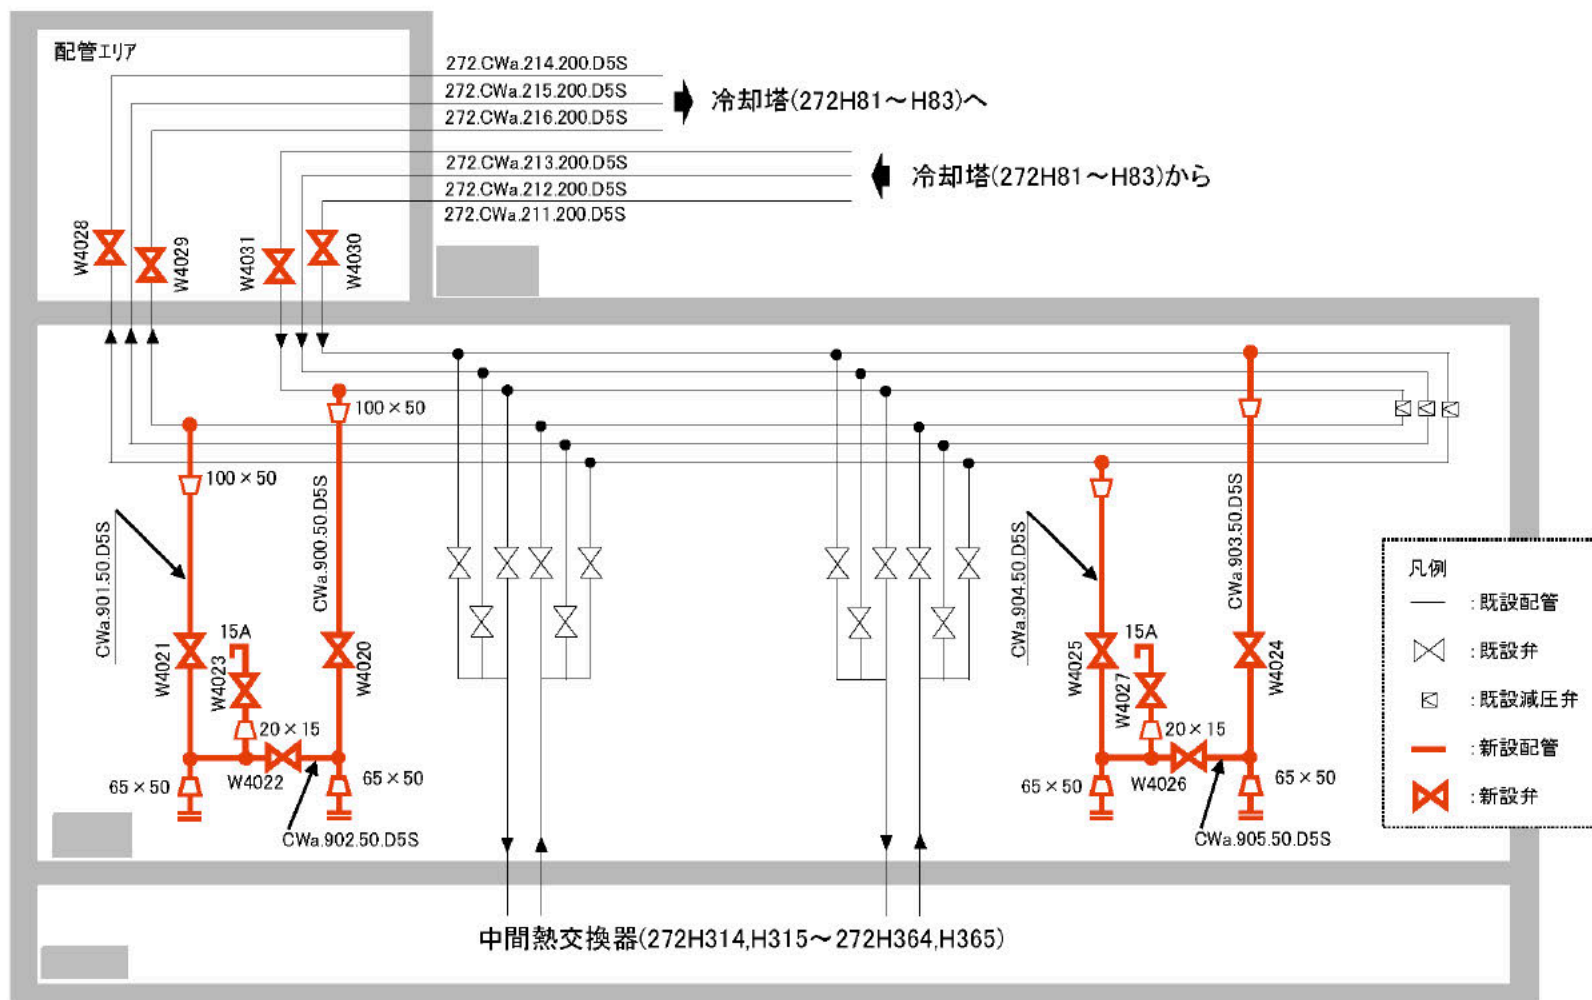 配管エリア
272.CWa.214.200.D5S
272.CWa.215.200.D5S
272.CWa.216.200.D5S
冷却塔(272H81～H83)へ
272.CWa.213.200.D5S
272.CWa.212.200.D5S
272.CWa.211.200.D5S
冷却塔(272H81～H83)から
W4028
W4029
W4031
W4030
100×50
100×50
CWa.901.50.D5S
CWa.900.50.D5S
CWa.904.50.D5S
CWa.903.50.D5S
W4021
15A
W4023
W4020
20×15
W4022
65×50
65×50
CWa.902.50.D5S
W4025
15A
W4027
W4024
20×15
W4026
65×50
65×50
CWa.905.50.D5S
凡例
:既設配管
:既設弁
:既設減圧弁
:新設配管
:新設弁
中間熱交換器(272H314,H315～272H364,H365)